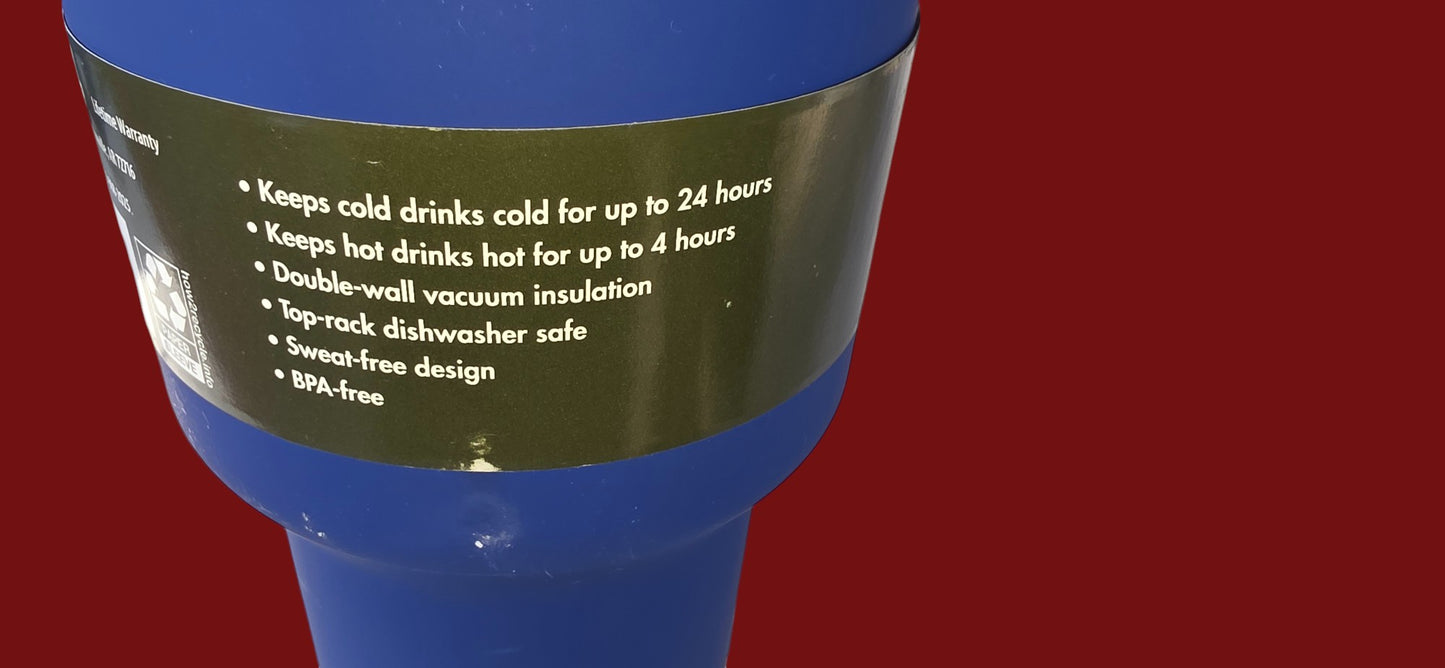 Lifetime Warranty
72716
• Keeps cold drinks cold for up to 24 hours
• Keeps hot drinks hot for up to 4 hours
• Double-wall vacuum insulation
• Top-rack dishwasher safe
• Sweat-free design
• BPA-free
how2recycle.info